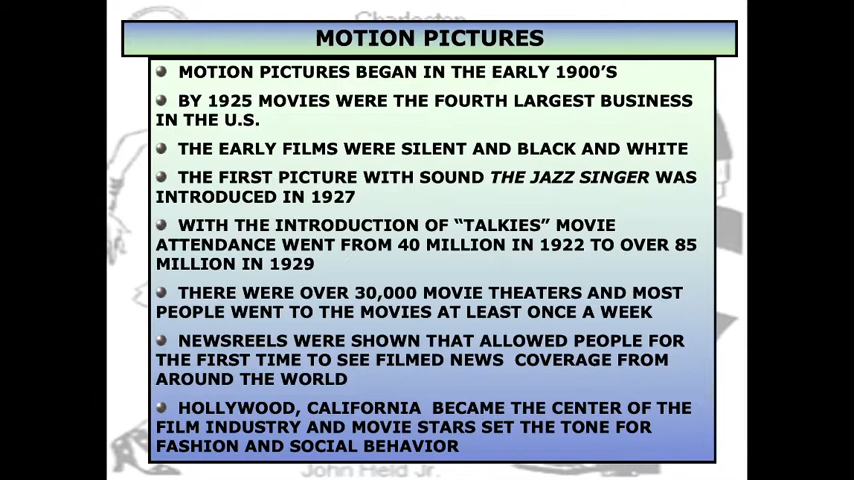 Charleston
MOTION PICTURES
MOTION PICTURES BEGAN IN THE EARLY 1900'S
BY 1925 MOVIES WERE THE FOURTH LARGEST BUSINESS
IN THE U.S.
THE EARLY FILMS WERE SILENT AND BLACK AND WHITE
THE FIRST PICTURE WITH SOUND THE JAZZ SINGER WAS
INTRODUCED IN 1927
WITH THE INTRODUCTION OF “TALKIES” MOVIE
ATTENDANCE WENT FROM 40 MILLION IN 1922 TO OVER 85
MILLION IN 1929
THERE WERE OVER 30,000 MOVIE THEATERS AND MOST
PEOPLE WENT TO THE MOVIES AT LEAST ONCE A WEEK
NEWSREELS WERE SHOWN THAT ALLOWED PEOPLE FOR
THE FIRST TIME TO SEE FILMED NEWS COVERAGE FROM
AROUND THE WORLD
HOLLYWOOD, CALIFORNIA BECAME THE CENTER OF THE
FILM INDUSTRY AND MOVIE STARS SET THE TONE FOR
FASHION AND SOCIAL BEHAVIOR
John Held Jr.